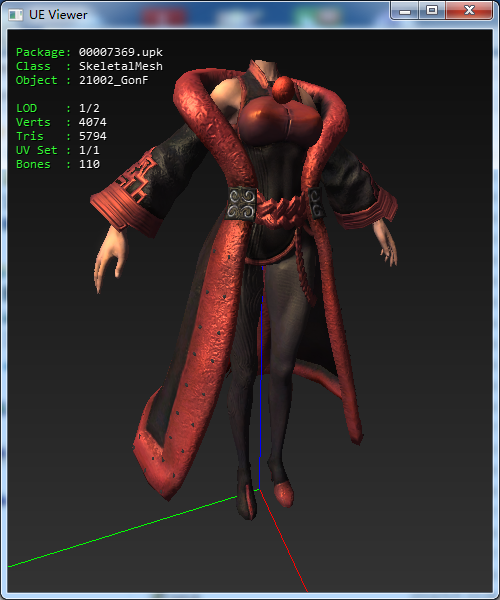 UE Viewer
Package: 00007369.upk
Class : SkeletalMesh
Object : 21002_GonF
LOD : 1/2
Verts : 4074
Tris : 5794
UV Set : 1/1
Bones : 110